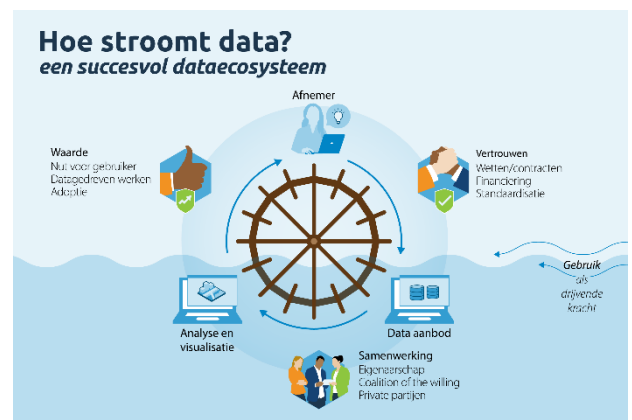 Hoe stroomt data?
een succesvol dataecosysteem
Afnemer
Waarde
Nut voor gebruiker
Datagedreven werken
Adoptie
Vertrouwen
Wetten/contracten
Financiering
Standaardisatie
Gebruik
als
drijvende
kracht
Analyse en
visualisatie
Data aanbod
Samenwerking
Eigenaarschap
Coalition of the willing
Private partijen